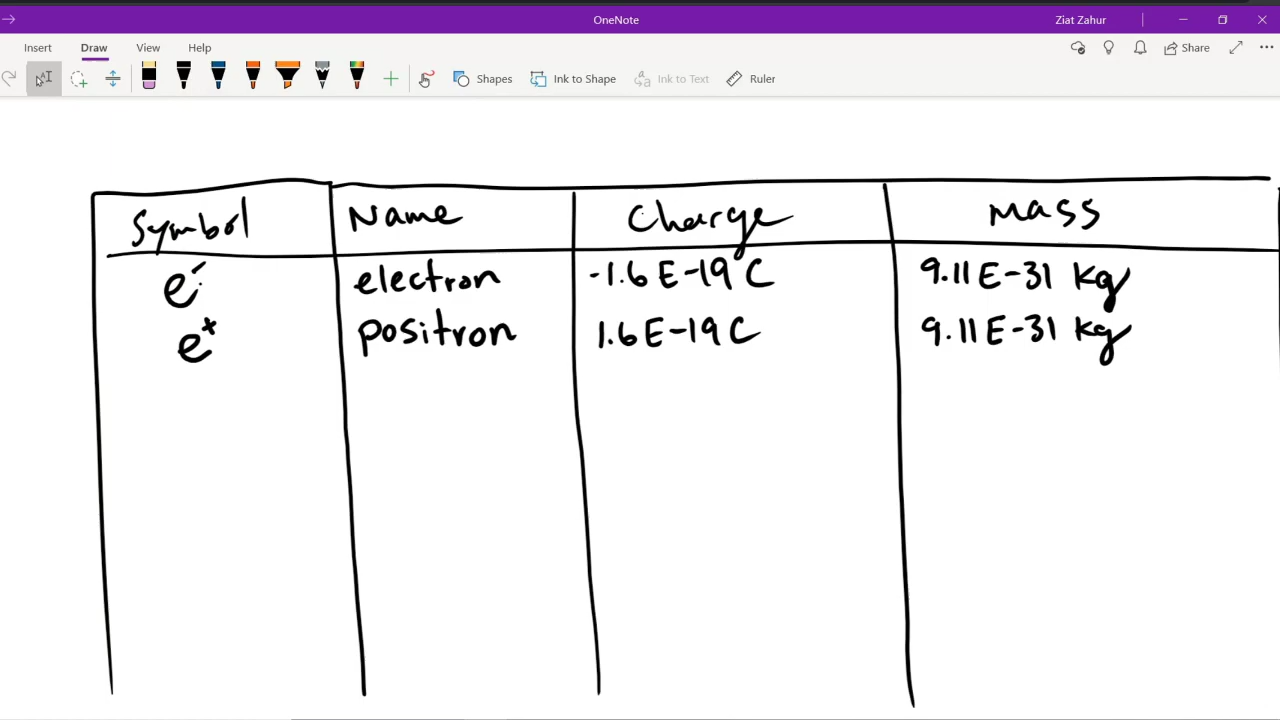 OneNote
Ziat Zahur
Insert Draw View Help
Share
Shapes Ink to Shape Ink to Text Ruler
Symbol Name Charge Mass
e⁻ electron -1.6 E-19 C 9.11 E-31 kg
e⁺ positron 1.6 E-19 C 9.11 E-31 kg